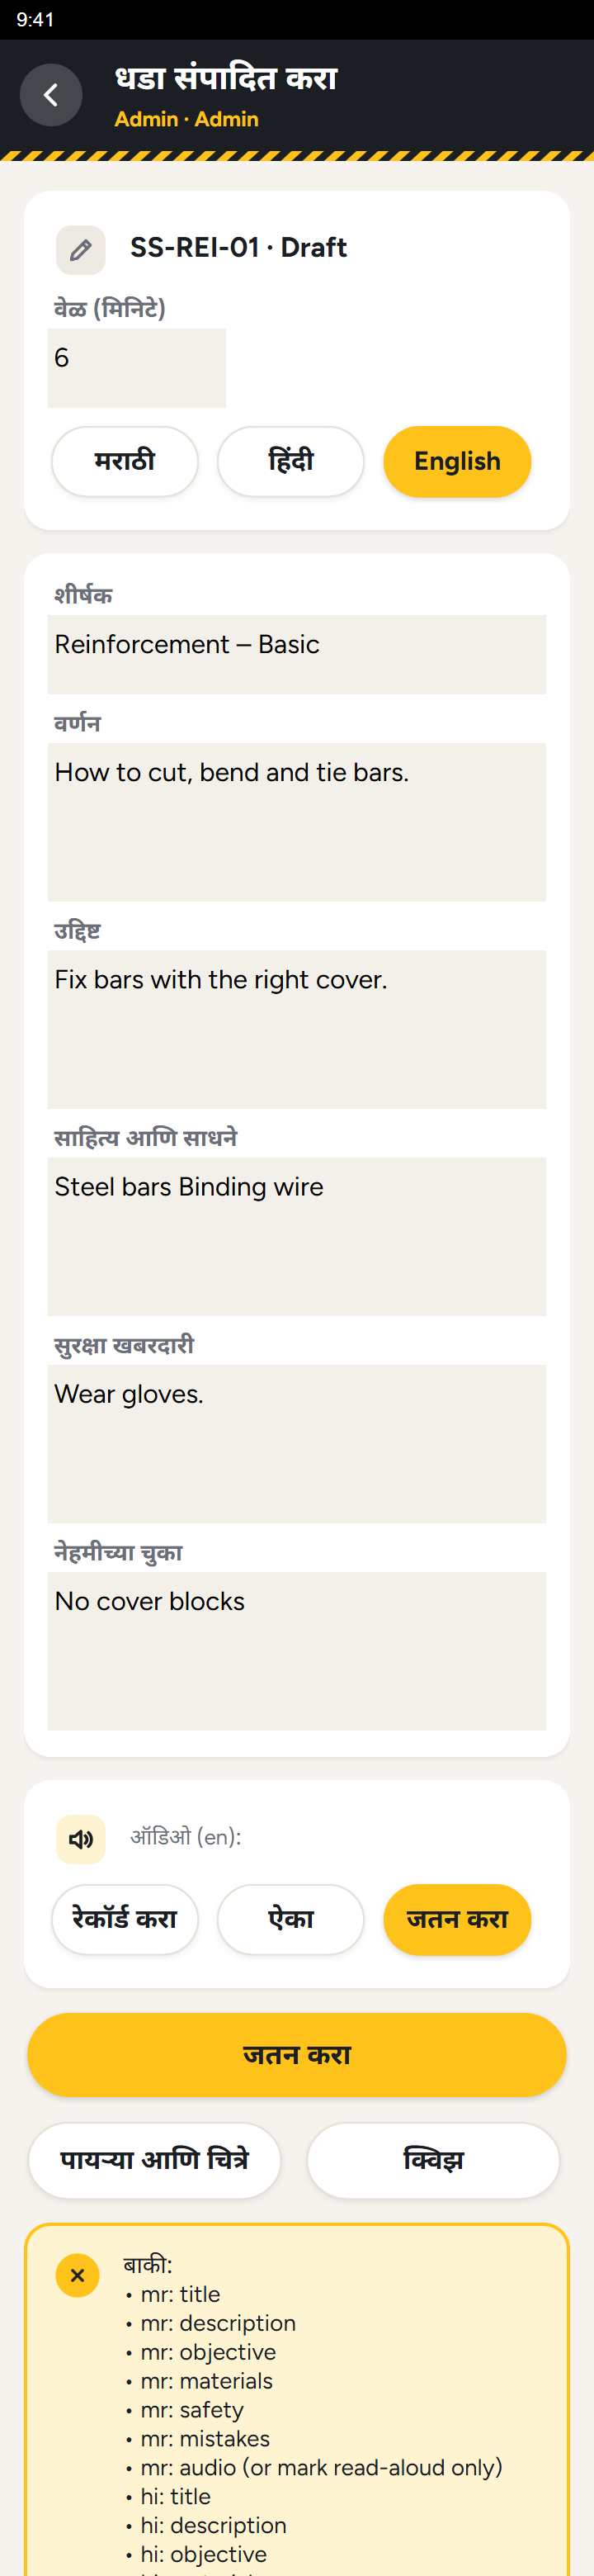 9:41
धडा संपादित करा
Admin · Admin
SS-REI-01 · Draft
वेळ (मिनिटे)
6
मराठी
हिंदी
English
शीर्षक
Reinforcement – Basic
वर्णन
How to cut, bend and tie bars.
उद्दिष्ट
Fix bars with the right cover.
साहित्य आणि साधने
Steel bars Binding wire
सुरक्षा खबरदारी
Wear gloves.
नेहमीच्या चुका
No cover blocks
ऑडिओ (en):
रेकॉर्ड करा
ऐका
जतन करा
जतन करा
पायऱ्या आणि चित्रे
क्विझ
बाकी:
• mr: title
• mr: description
• mr: objective
• mr: materials
• mr: safety
• mr: mistakes
• mr: audio (or mark read-aloud only)
• hi: title
• hi: description
• hi: objective